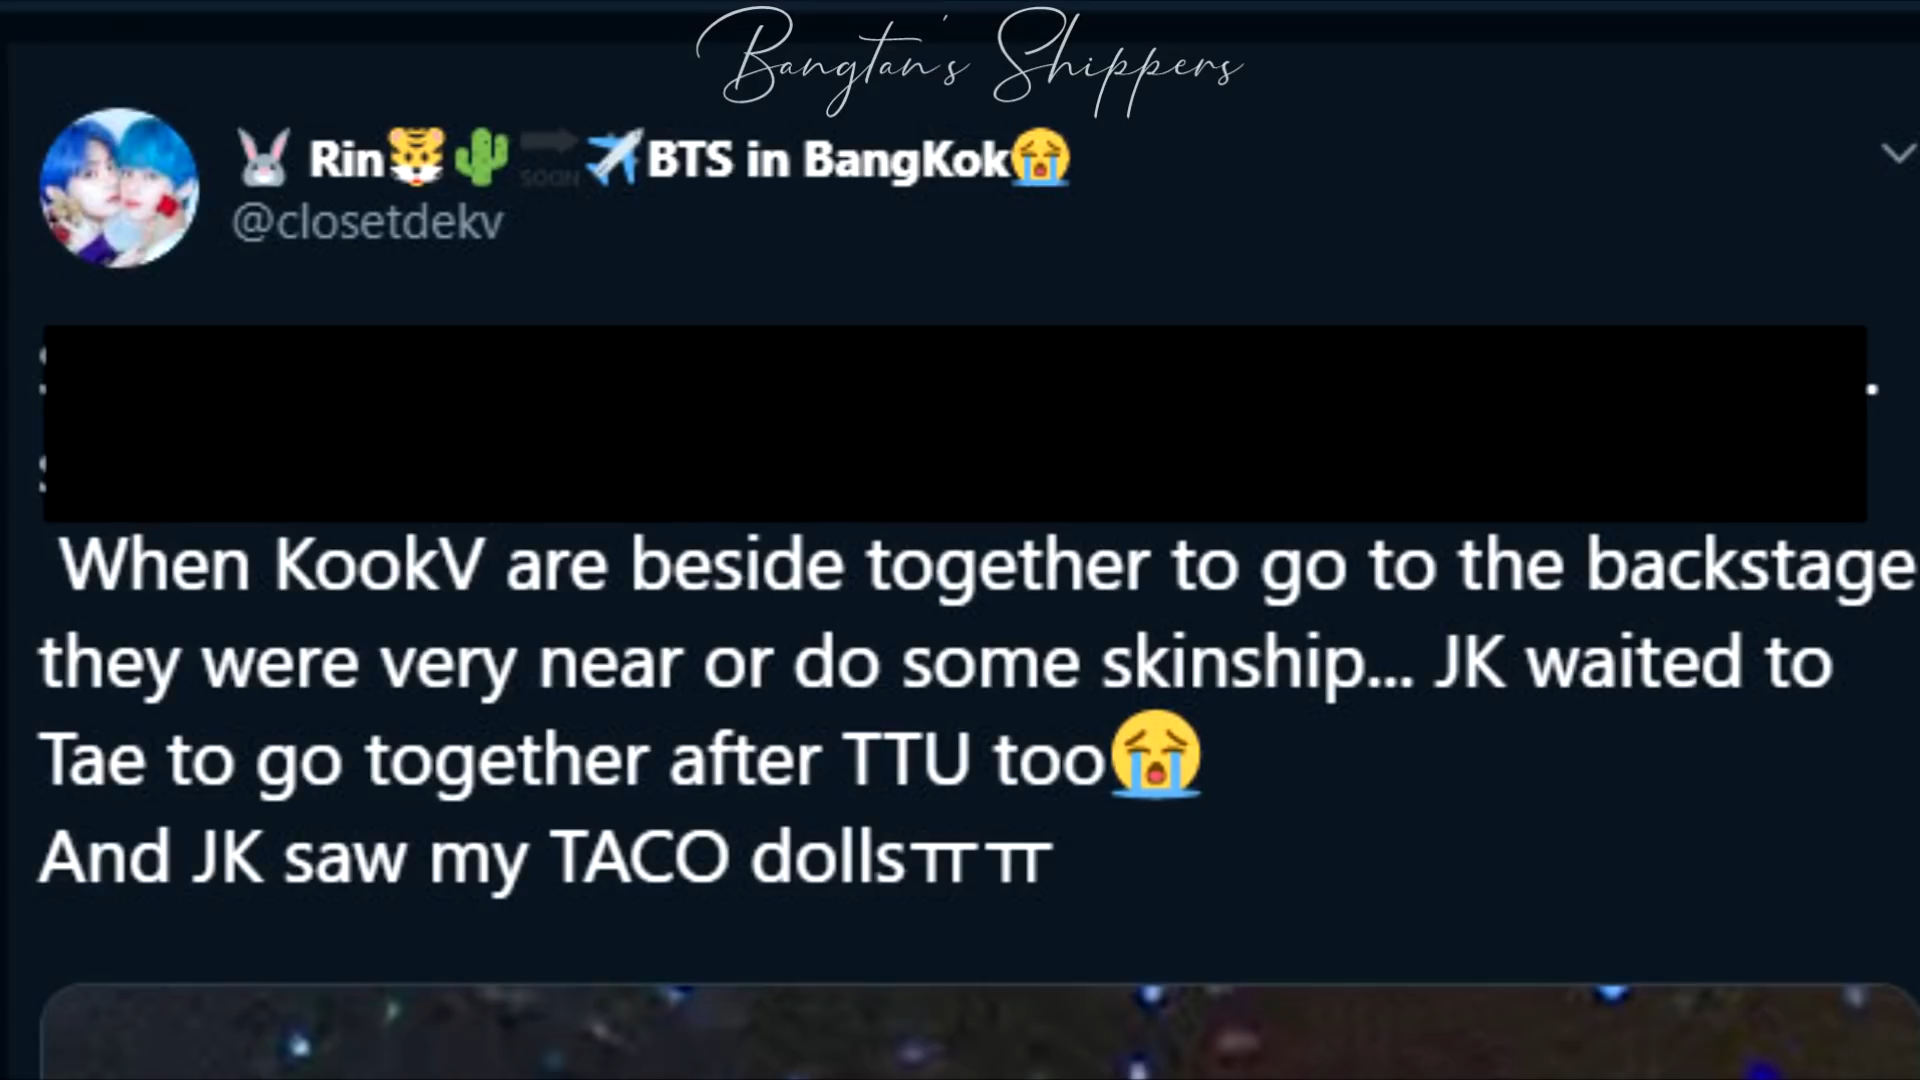 Bangtan's Shippers
🐰 Rin🐯🌵🔜✈️BTS in BangKok😭
@closetdekv
When KookV are beside together to go to the backstage
they were very near or do some skinship... JK waited to
Tae to go together after TTU too😭
And JK saw my TACO dollsㅠㅠ